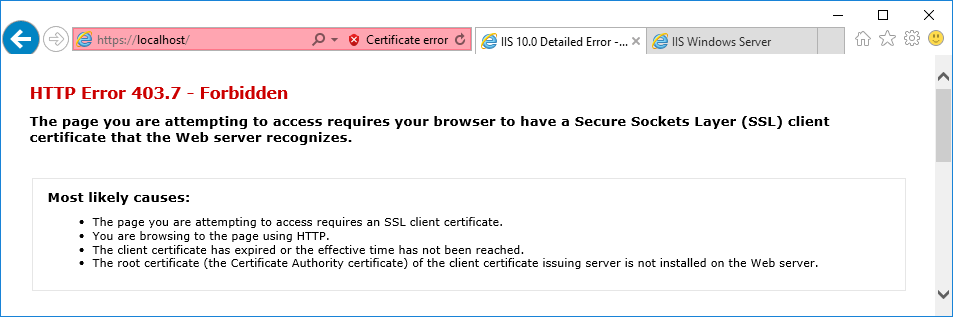 https://localhost/ Certificate error IIS 10.0 Detailed Error -... IIS Windows Server
HTTP Error 403.7 - Forbidden
The page you are attempting to access requires your browser to have a Secure Sockets Layer (SSL) client
certificate that the Web server recognizes.
Most likely causes:
• The page you are attempting to access requires an SSL client certificate.
• You are browsing to the page using HTTP.
• The client certificate has expired or the effective time has not been reached.
• The root certificate (the Certificate Authority certificate) of the client certificate issuing server is not installed on the Web server.